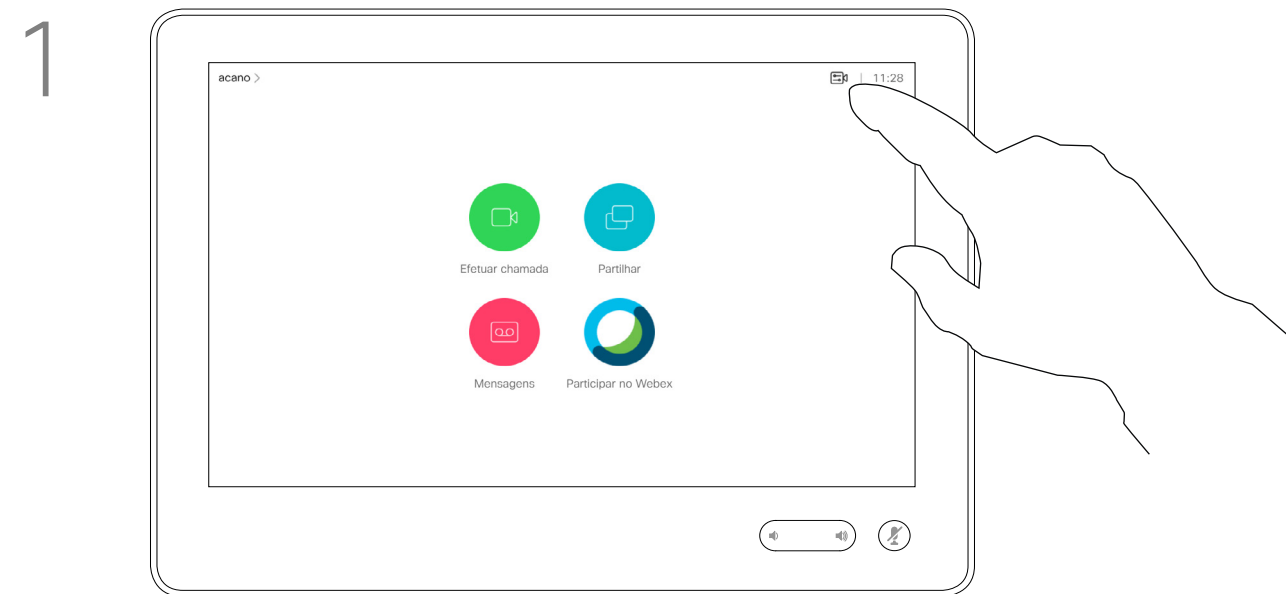 1
acano >
11:28
Efetuar chamada
Partilhar
Mensagens
Participar no Webex